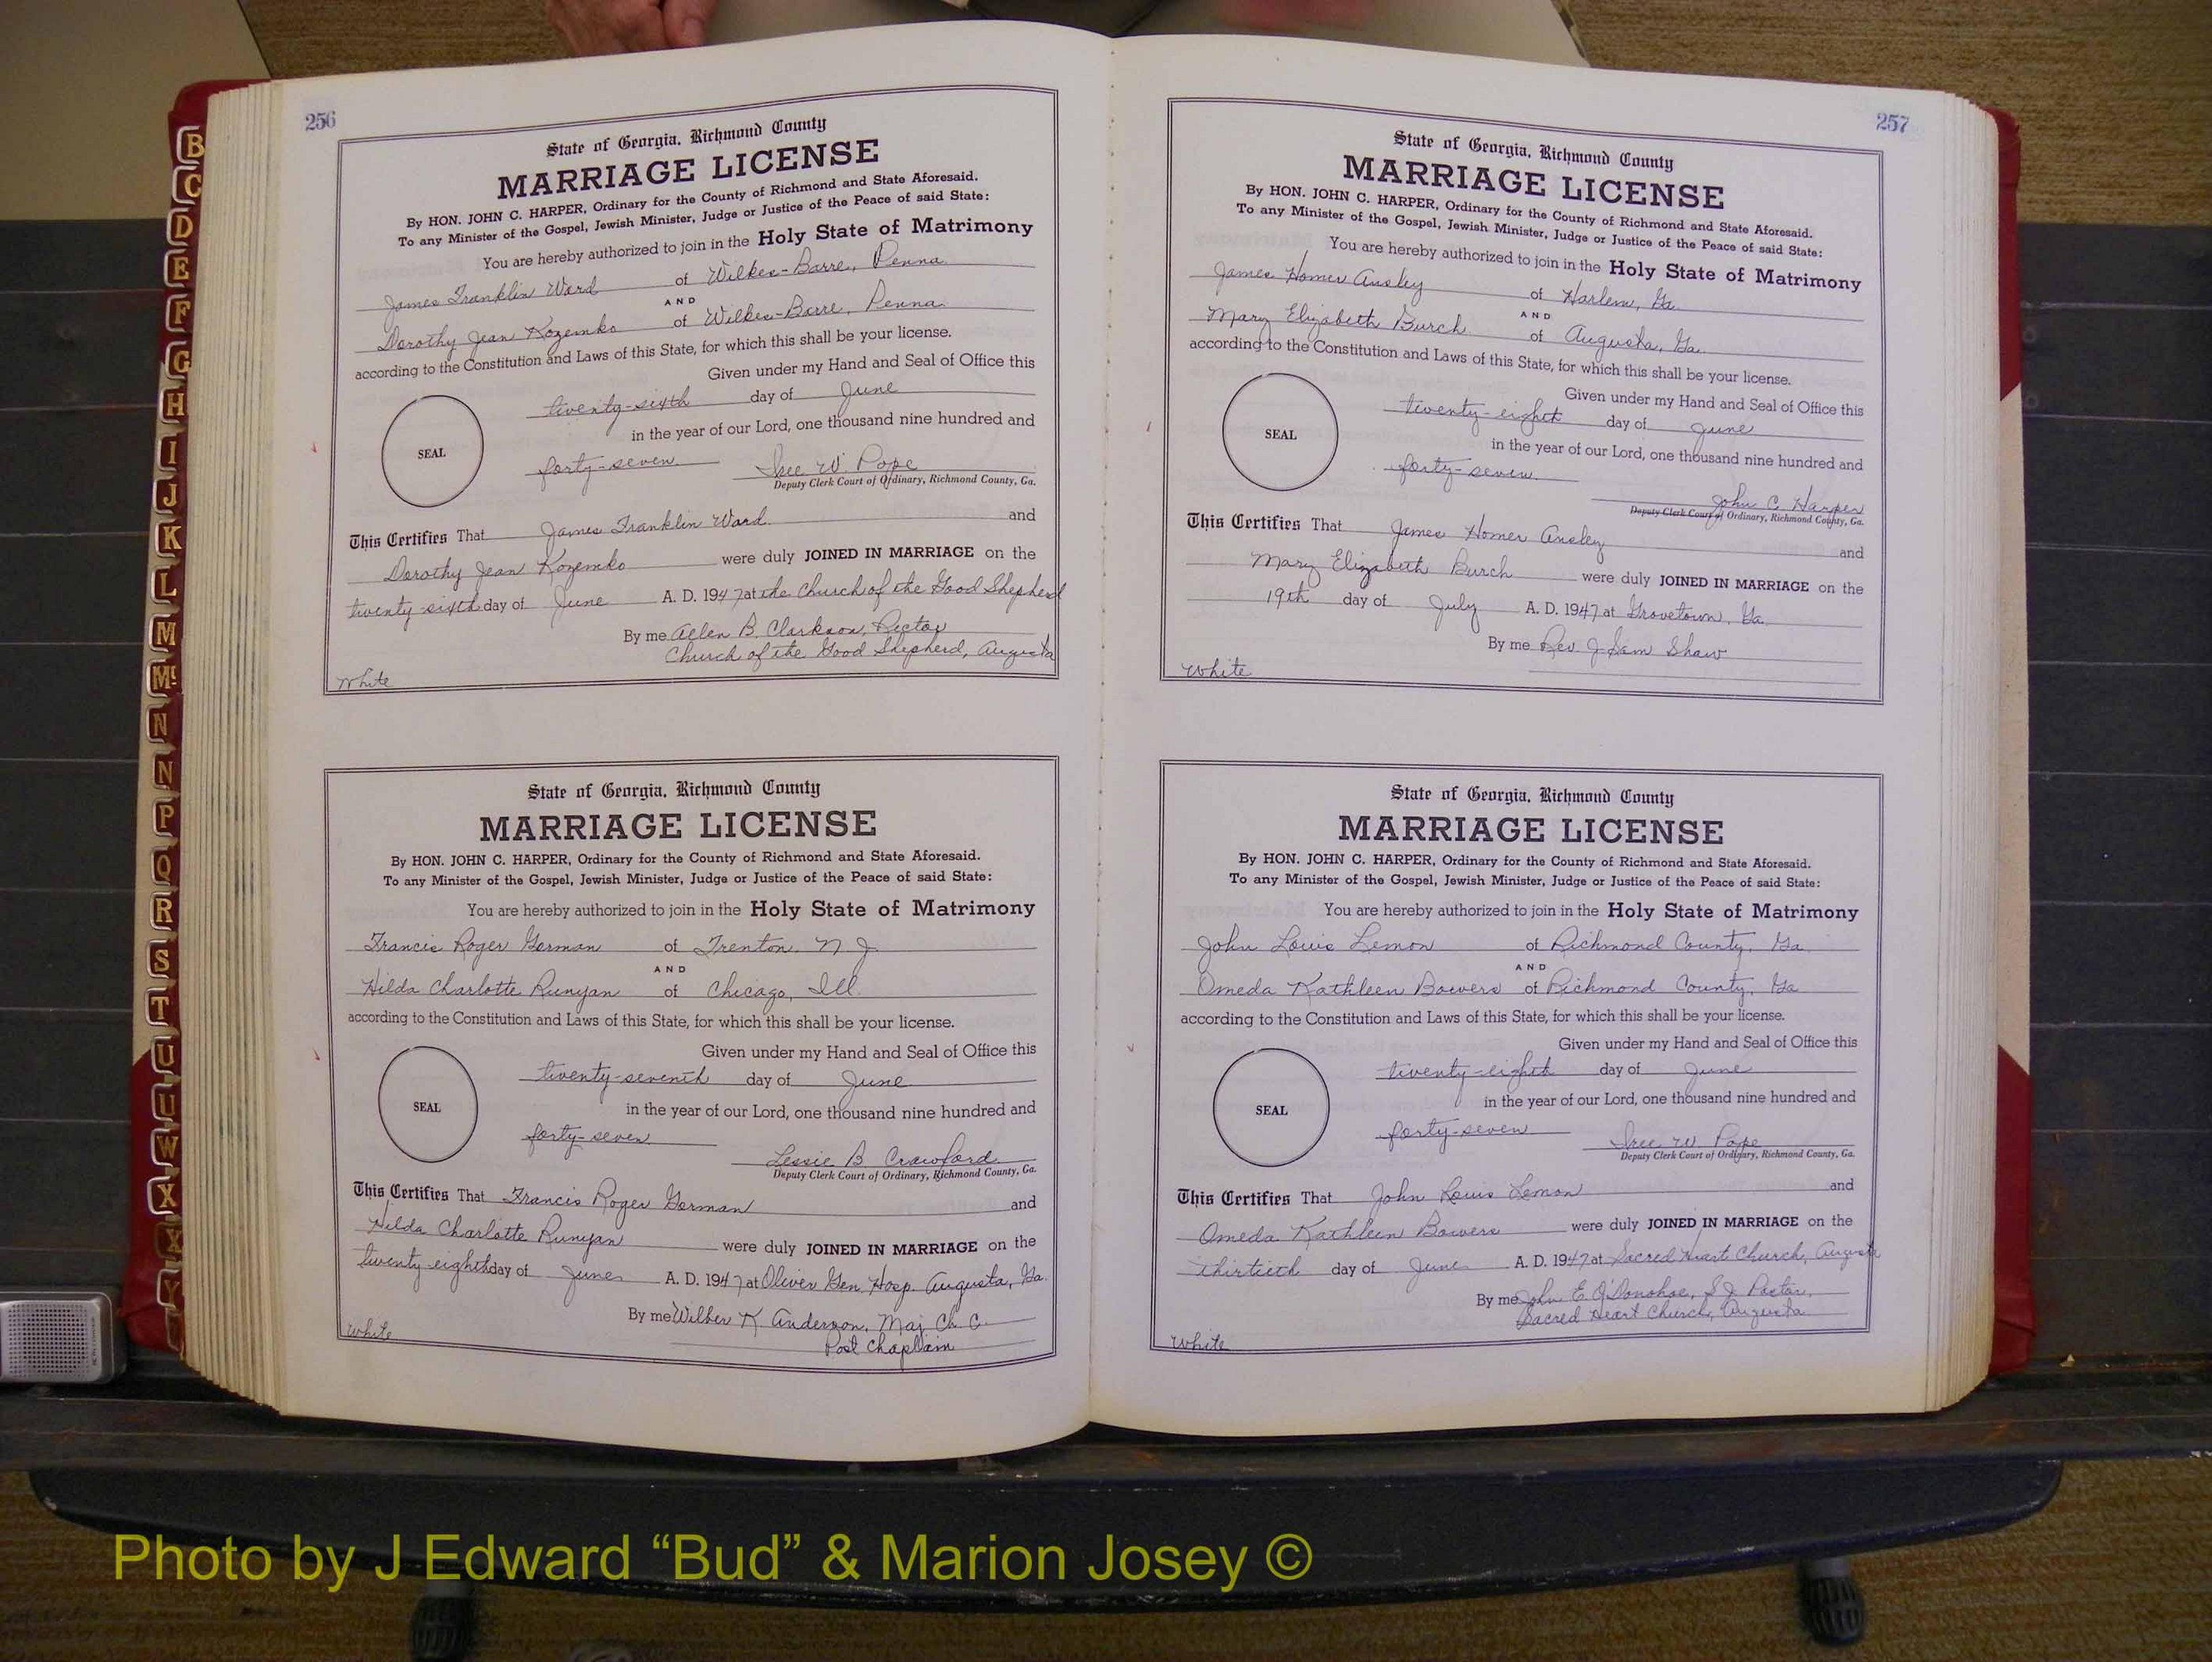 256
State of Georgia, Richmond County
MARRIAGE LICENSE
By HON. JOHN C. HARPER, Ordinary for the County of Richmond and State Aforesaid.
To any Minister of the Gospel, Jewish Minister, Judge or Justice of the Peace of said State:
You are hereby authorized to join in the Holy State of Matrimony
James Franklin Ward of Wilkes-Barre, Penna
AND
Dorothy Jean Kozemko of Wilkes-Barre, Penna.
according to the Constitution and Laws of this State, for which this shall be your license.
Given under my Hand and Seal of Office this
twenty-sixth day of June
in the year of our Lord, one thousand nine hundred and
SEAL
forty-seven W. Pope
Deputy Clerk Court of Ordinary, Richmond County, Ga.
This Certifies That James Franklin Ward and
Dorothy Jean Kozemko were duly JOINED IN MARRIAGE on the
twenty-sixth day of June A. D. 1947 at the Church of the Good Shepherd
By me Allen B. Clarkson, Rector
Church of the Good Shepherd, Augusta
White
State of Georgia, Richmond County
MARRIAGE LICENSE
By HON. JOHN C. HARPER, Ordinary for the County of Richmond and State Aforesaid.
To any Minister of the Gospel, Jewish Minister, Judge or Justice of the Peace of said State:
You are hereby authorized to join in the Holy State of Matrimony
Francis Roger Gorman of Trenton, N. J.
AND
Hilda Charlotte Runyan of Chicago, Ill.
according to the Constitution and Laws of this State, for which this shall be your license.
Given under my Hand and Seal of Office this
twenty-seventh day of June
SEAL
in the year of our Lord, one thousand nine hundred and
forty-seven Lessie B Crawford
Deputy Clerk Court of Ordinary, Richmond County, Ga.
This Certifies That Francis Roger Gorman and
Hilda Charlotte Runyan were duly JOINED IN MARRIAGE on the
twenty eighth day of June A. D. 1947 at Oliver Gen. Hosp. Augusta, Ga.
By me Wilber K Anderson, Maj Ch. C.
Post Chaplain
White
257
State of Georgia, Richmond County
MARRIAGE LICENSE
By HON. JOHN C. HARPER, Ordinary for the County of Richmond and State Aforesaid.
To any Minister of the Gospel, Jewish Minister, Judge or Justice of the Peace of said State:
You are hereby authorized to join in the Holy State of Matrimony
James Homer Ansley of Harlem, Ga.
AND
Mary Elizabeth Burch of Augusta, Ga.
according to the Constitution and Laws of this State, for which this shall be your license.
Given under my Hand and Seal of Office this
twenty-eighth day of June
SEAL
in the year of our Lord, one thousand nine hundred and
forty-seven
John C. Harper
Deputy Clerk Court of Ordinary, Richmond County, Ga.
This Certifies That James Homer Ansley and
Mary Elizabeth Burch were duly JOINED IN MARRIAGE on the
19th day of July A. D. 1947 at Grovetown, Ga.
By me Rev. J. Sam Shaw
White
State of Georgia, Richmond County
MARRIAGE LICENSE
By HON. JOHN C. HARPER, Ordinary for the County of Richmond and State Aforesaid.
To any Minister of the Gospel, Jewish Minister, Judge or Justice of the Peace of said State:
You are hereby authorized to join in the Holy State of Matrimony
John Louis Lemon of Richmond County, Ga
AND
Omeda Kathleen Bowers of Richmond County, Ga
according to the Constitution and Laws of this State, for which this shall be your license.
Given under my Hand and Seal of Office this
twenty-eighth day of June
SEAL
in the year of our Lord, one thousand nine hundred and
forty-seven W. Pope
Deputy Clerk Court of Ordinary, Richmond County, Ga.
This Certifies That John Louis Lemon and
Omeda Kathleen Bowers were duly JOINED IN MARRIAGE on the
thirtieth day of June A. D. 1947 at Sacred Heart Church, Augusta
By me John E. O'Donohoe, S.J. Pastor,
Sacred Heart Church, Augusta
White
B
C
D
E
F
G
H
I
J
K
L
M
Mc
N
N
P
Q
R
S
T
U
U
W
X
X
Y
Photo by J Edward “Bud” & Marion Josey ©